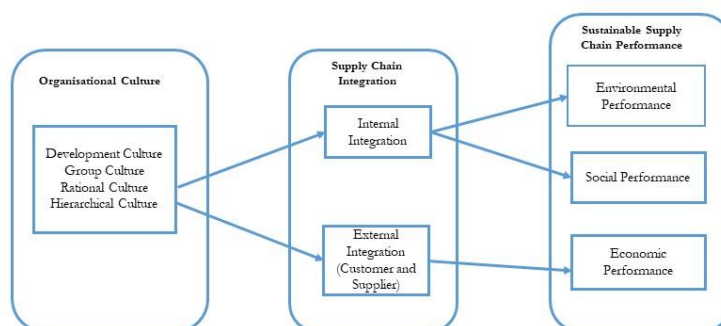 Organisational Culture
Development Culture
Group Culture
Rational Culture
Hierarchical Culture
Supply Chain
Integration
Internal
Integration
External
Integration
(Customer and
Supplier)
Sustainable Supply
Chain Performance
Environmental
Performance
Social Performance
Economic
Performance